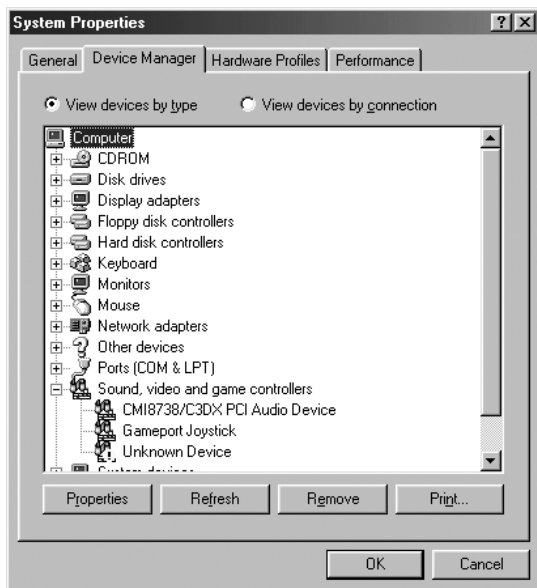 System Properties
General Device Manager Hardware Profiles Performance
View devices by type View devices by connection
Computer
CDROM
Disk drives
Display adapters
Floppy disk controllers
Hard disk controllers
Keyboard
Monitors
Mouse
Network adapters
Other devices
Ports (COM & LPT)
Sound, video and game controllers
CMI8738/C3DX PCI Audio Device
Gameport Joystick
Unknown Device
System devices
Properties Refresh Remove Print...
OK Cancel